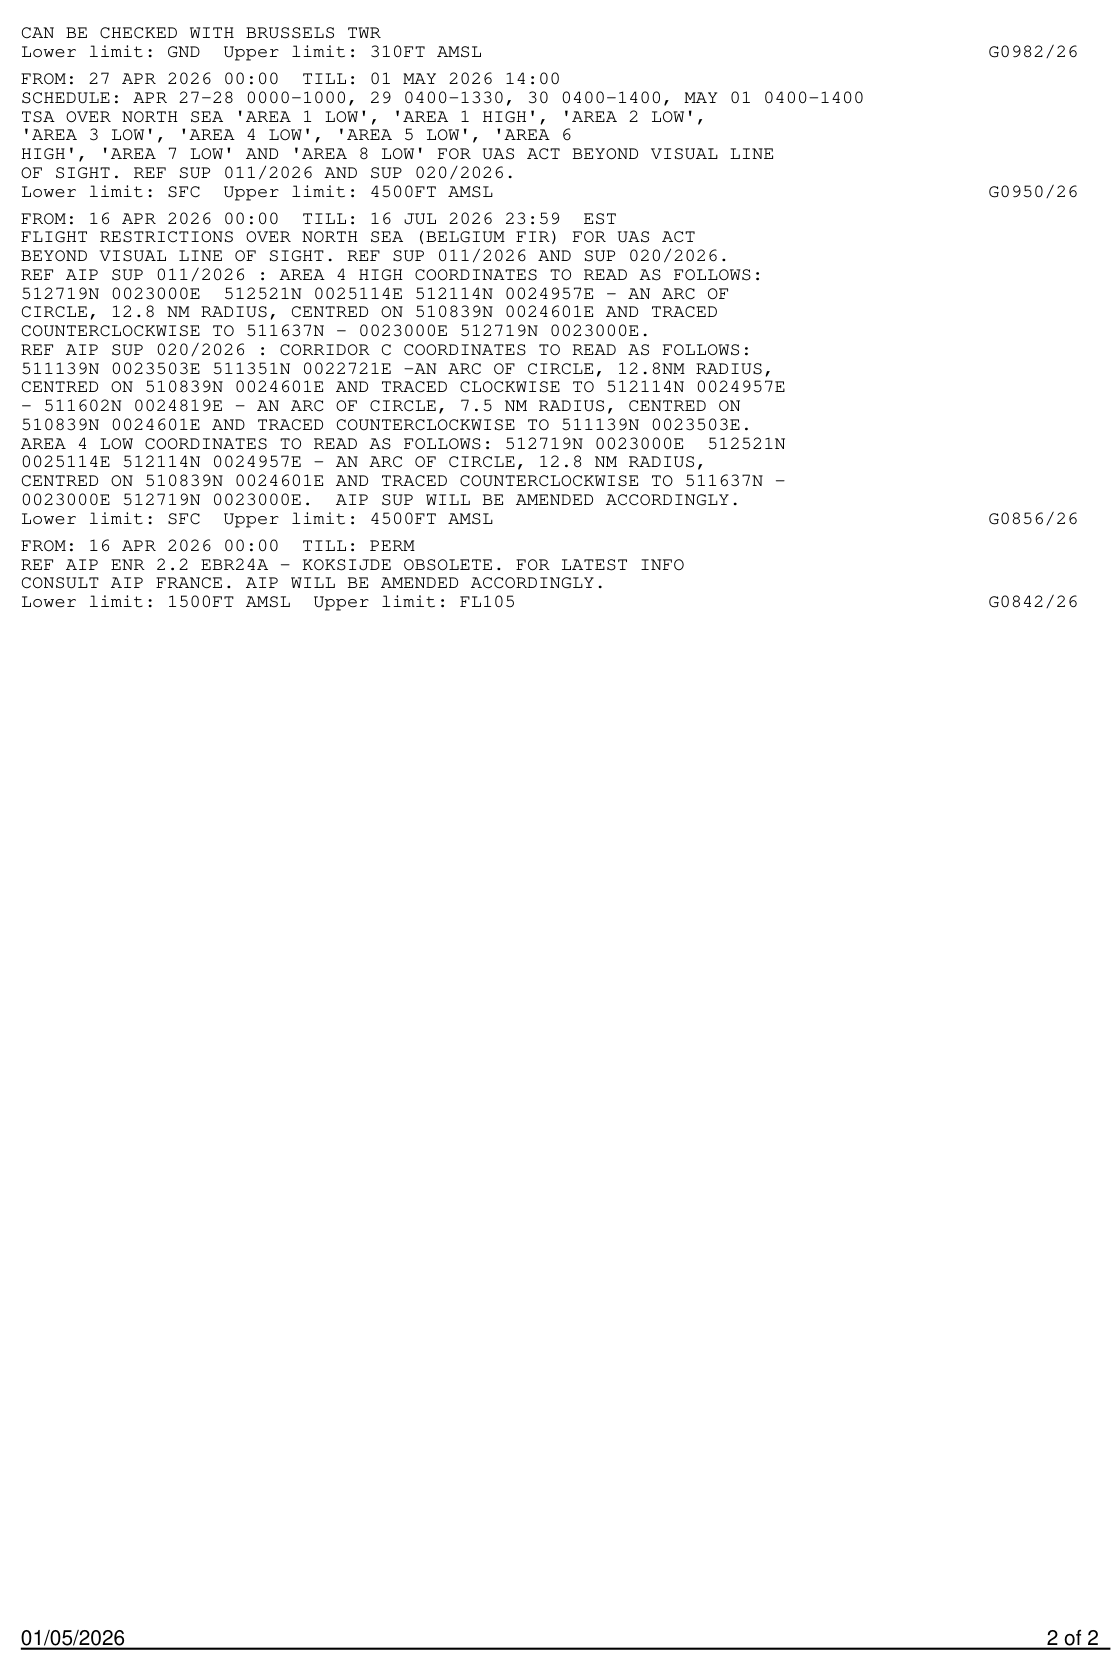 CAN BE CHECKED WITH BRUSSELS TWR
Lower limit: GND  Upper limit: 310FT AMSL G0982/26
FROM: 27 APR 2026 00:00  TILL: 01 MAY 2026 14:00
SCHEDULE: APR 27-28 0000-1000, 29 0400-1330, 30 0400-1400, MAY 01 0400-1400
TSA OVER NORTH SEA 'AREA 1 LOW', 'AREA 1 HIGH', 'AREA 2 LOW',
'AREA 3 LOW', 'AREA 4 LOW', 'AREA 5 LOW', 'AREA 6
HIGH', 'AREA 7 LOW' AND 'AREA 8 LOW' FOR UAS ACT BEYOND VISUAL LINE
OF SIGHT. REF SUP 011/2026 AND SUP 020/2026.
Lower limit: SFC  Upper limit: 4500FT AMSL G0950/26
FROM: 16 APR 2026 00:00  TILL: 16 JUL 2026 23:59  EST
FLIGHT RESTRICTIONS OVER NORTH SEA (BELGIUM FIR) FOR UAS ACT
BEYOND VISUAL LINE OF SIGHT. REF SUP 011/2026 AND SUP 020/2026.
REF AIP SUP 011/2026 : AREA 4 HIGH COORDINATES TO READ AS FOLLOWS:
512719N 0023000E  512521N 0025114E 512114N 0024957E - AN ARC OF
CIRCLE, 12.8 NM RADIUS, CENTRED ON 510839N 0024601E AND TRACED
COUNTERCLOCKWISE TO 511637N - 0023000E 512719N 0023000E.
REF AIP SUP 020/2026 : CORRIDOR C COORDINATES TO READ AS FOLLOWS:
511139N 0023503E 511351N 0022721E -AN ARC OF CIRCLE, 12.8NM RADIUS,
CENTRED ON 510839N 0024601E AND TRACED CLOCKWISE TO 512114N 0024957E
- 511602N 0024819E - AN ARC OF CIRCLE, 7.5 NM RADIUS, CENTRED ON
510839N 0024601E AND TRACED COUNTERCLOCKWISE TO 511139N 0023503E.
AREA 4 LOW COORDINATES TO READ AS FOLLOWS: 512719N 0023000E  512521N
0025114E 512114N 0024957E - AN ARC OF CIRCLE, 12.8 NM RADIUS,
CENTRED ON 510839N 0024601E AND TRACED COUNTERCLOCKWISE TO 511637N -
0023000E 512719N 0023000E.  AIP SUP WILL BE AMENDED ACCORDINGLY.
Lower limit: SFC  Upper limit: 4500FT AMSL G0856/26
FROM: 16 APR 2026 00:00  TILL: PERM
REF AIP ENR 2.2 EBR24A - KOKSIJDE OBSOLETE. FOR LATEST INFO
CONSULT AIP FRANCE. AIP WILL BE AMENDED ACCORDINGLY.
Lower limit: 1500FT AMSL  Upper limit: FL105 G0842/26
01/05/2026 2 of 2